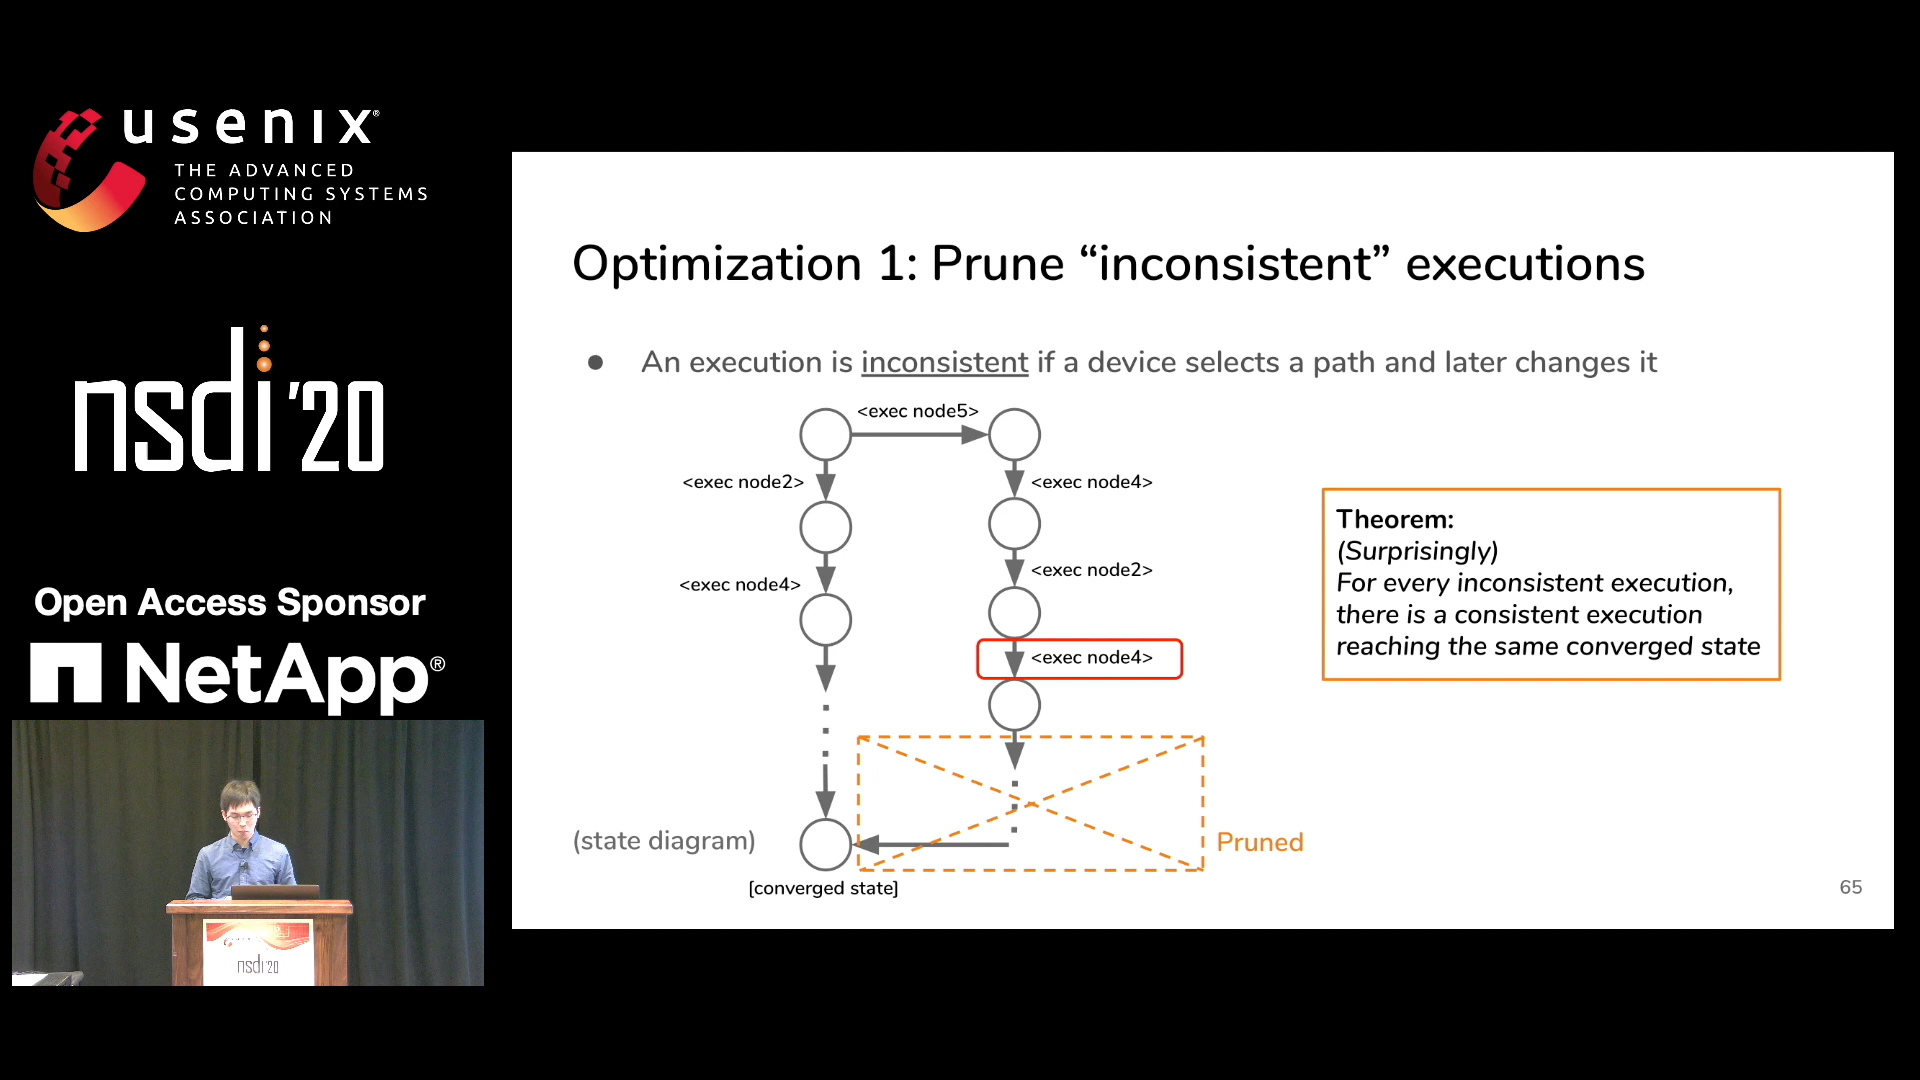 usenix®
THE ADVANCED
COMPUTING SYSTEMS
ASSOCIATION
nsdi '20
Open Access Sponsor
NetApp®
nsdi '20
Optimization 1: Prune “inconsistent” executions
● An execution is inconsistent if a device selects a path and later changes it
<exec node5>
<exec node2>
<exec node4>
<exec node4>
<exec node2>
<exec node4>
Theorem:
(Surprisingly)
For every inconsistent execution,
there is a consistent execution
reaching the same converged state
(state diagram)
Pruned
[converged state]
65